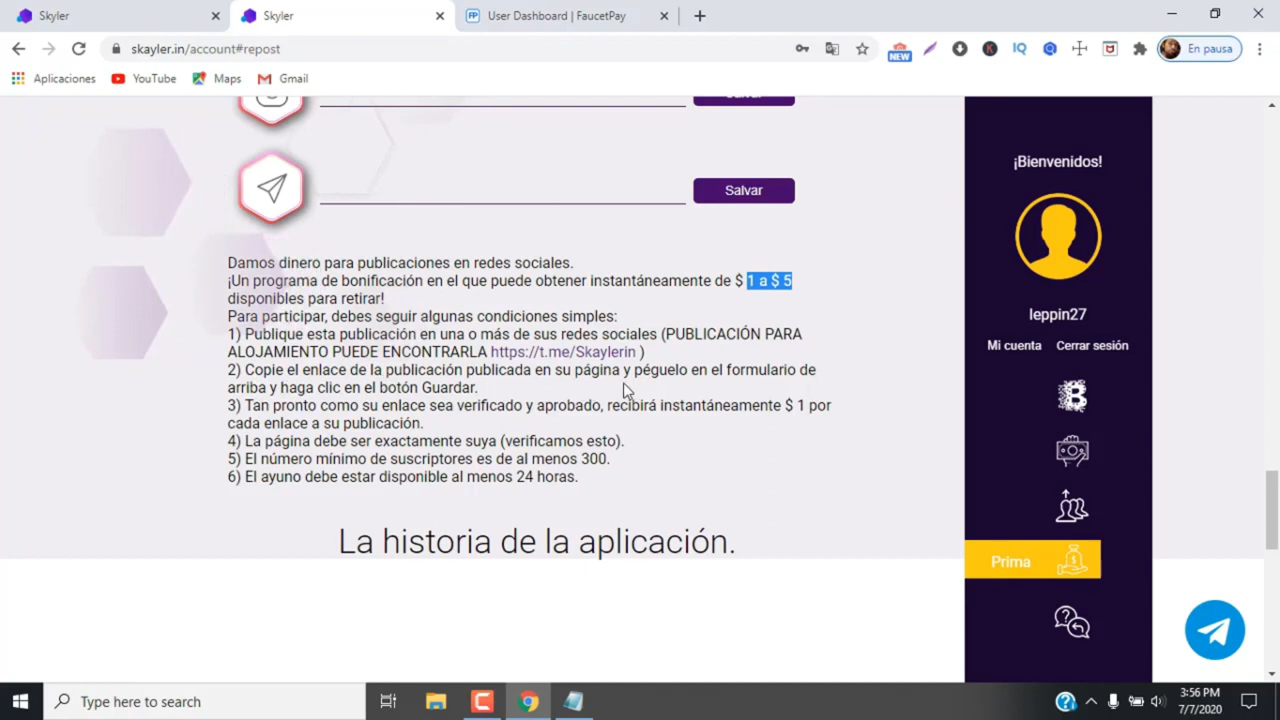 Skyler
Skyler
User Dashboard | FaucetPay
skayler.in/account#repost
NEW
IQ
En pausa
Aplicaciones
YouTube
Maps
Gmail
¡Bienvenidos!
Salvar
Damos dinero para publicaciones en redes sociales.
¡Un programa de bonificación en el que puede obtener instantáneamente de $ 1 a $ 5
disponibles para retirar!
Para participar, debes seguir algunas condiciones simples:
1) Publique esta publicación en una o más de sus redes sociales (PUBLICACIÓN PARA
ALOJAMIENTO PUEDE ENCONTRARLA https://t.me/Skaylerin )
2) Copie el enlace de la publicación publicada en su página y péguelo en el formulario de
arriba y haga clic en el botón Guardar.
3) Tan pronto como su enlace sea verificado y aprobado, recibirá instantáneamente $ 1 por
cada enlace a su publicación.
4) La página debe ser exactamente suya (verificamos esto).
5) El número mínimo de suscriptores es de al menos 300.
6) El ayuno debe estar disponible al menos 24 horas.
La historia de la aplicación.
leppin27
Mi cuenta
Cerrar sesión
Prima
Type here to search
3:56 PM
7/7/2020